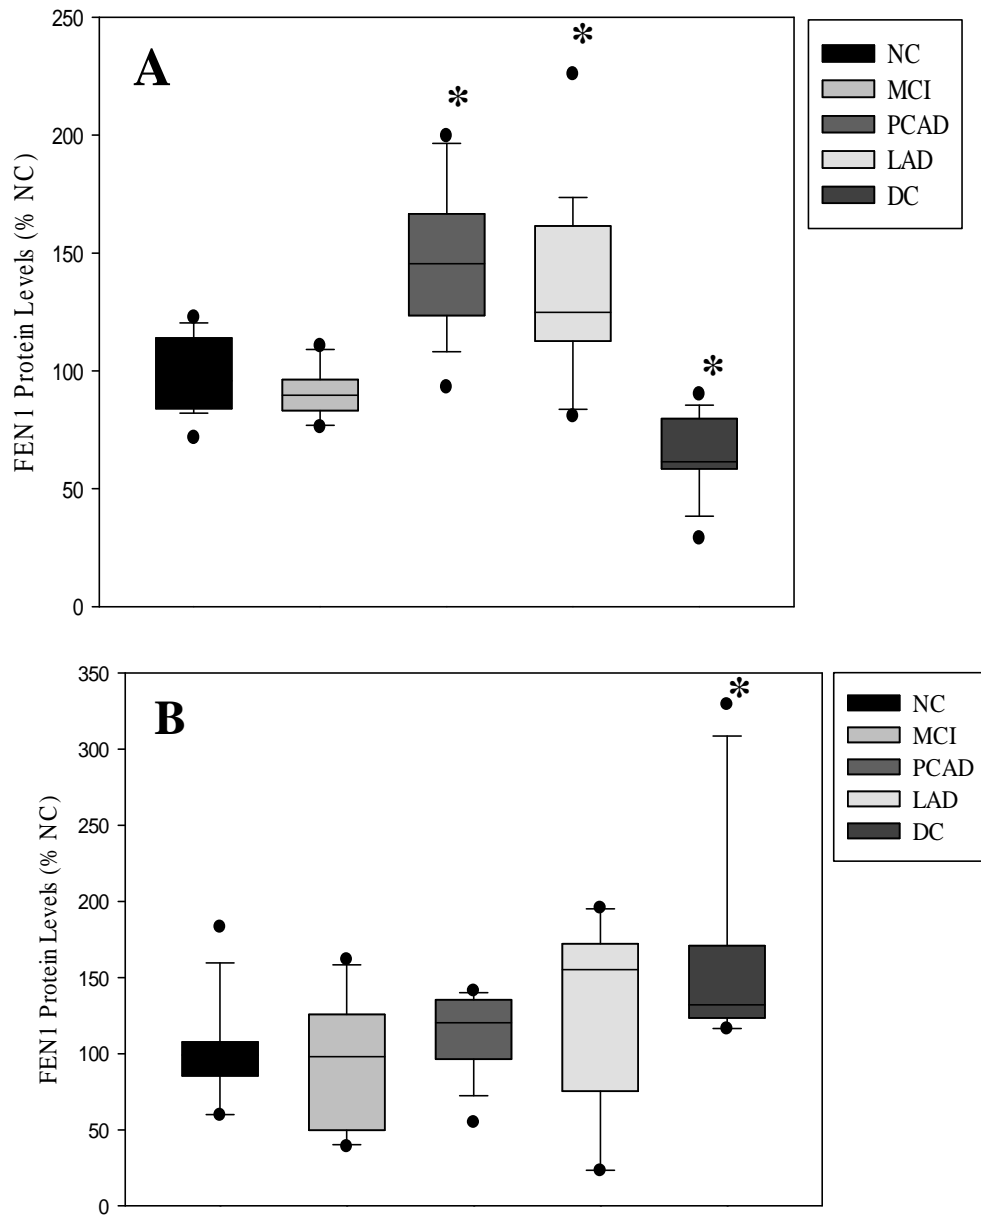 A
FEN1 Protein Levels (% NC)
250
200
150
100
50
0
*
*
*
NC
MCI
PCAD
LAD
DC
B
FEN1 Protein Levels (% NC)
350
300
250
200
150
100
50
0
*
NC
MCI
PCAD
LAD
DC